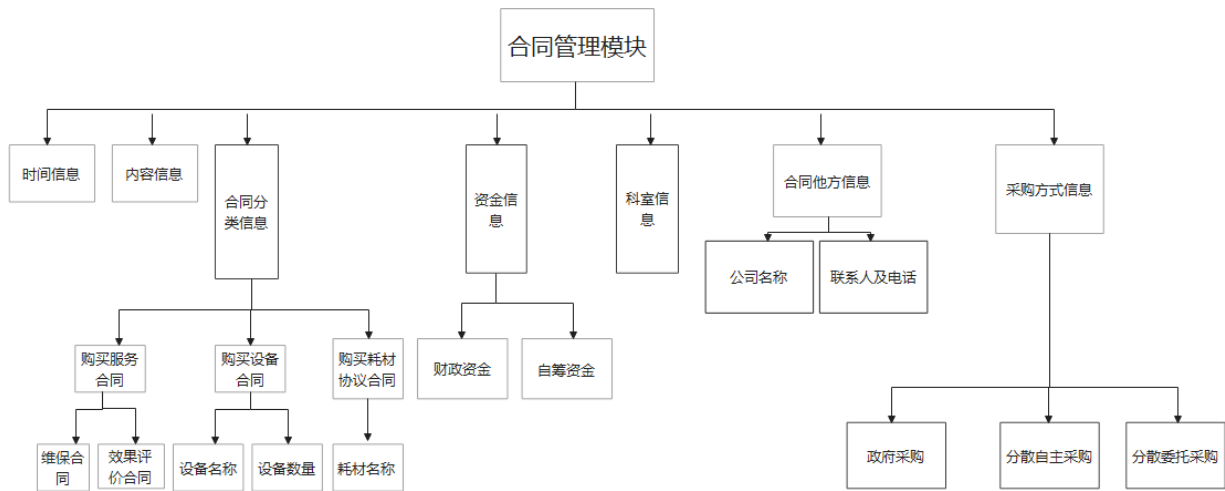 合同管理模块
时间信息
内容信息
合同分
类信息
资金信
息
科室信
息
合同他方信息
采购方式信息
公司名称
联系人及电话
购买服务
合同
购买设备
合同
购买耗材
协议合同
财政资金
自筹资金
维保合
同
效果评
价合同
设备名称
设备数量
耗材名称
政府采购
分散自主采购
分散委托采购